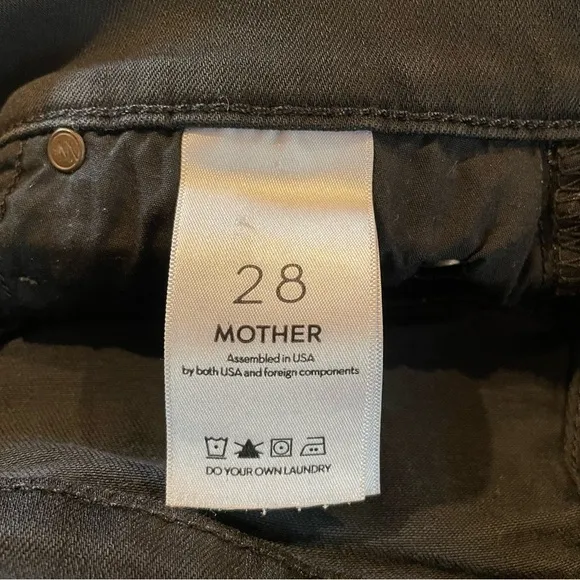 28
MOTHER
Assembled in USA
by both USA and foreign components
DO YOUR OWN LAUNDRY